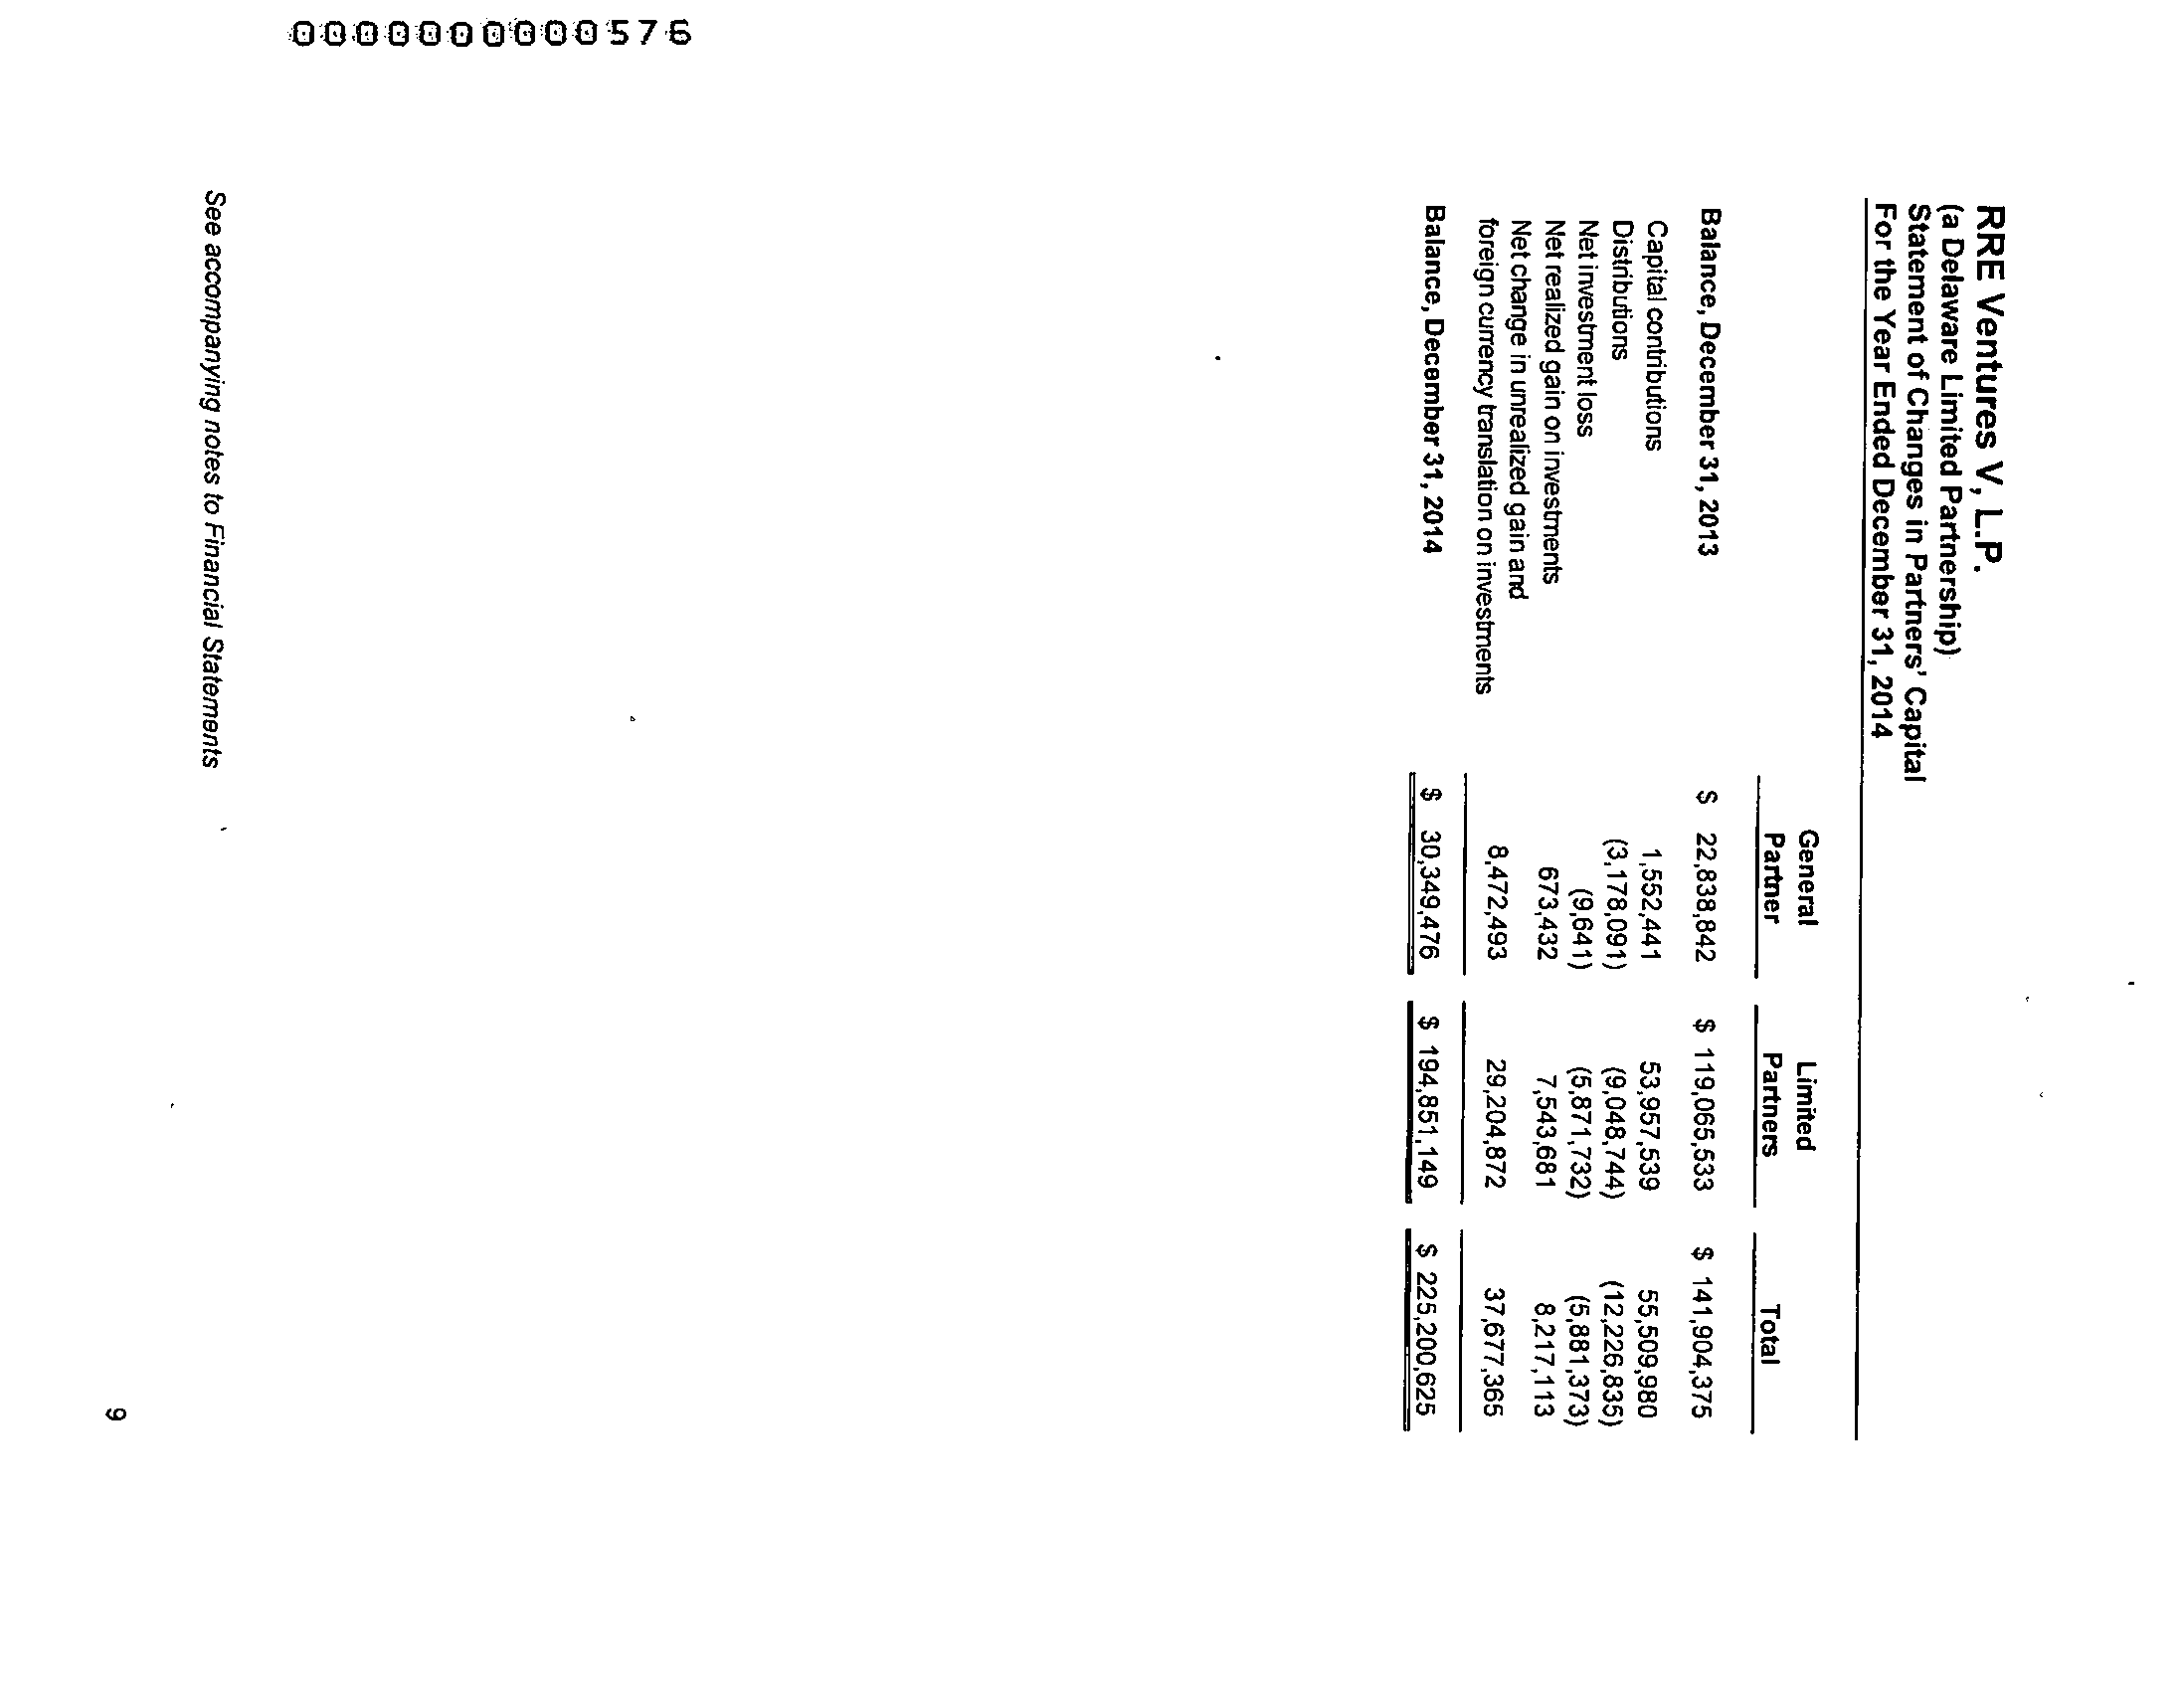 0000000000576
RRE Ventures V, L.P.
(a Delaware Limited Partnership)
Statement of Changes in Partners' Capital
For the Year Ended December 31, 2014
General Partner Limited Partners Total
Balance, December 31, 2013 $ 22,838,842 $ 119,065,533 $ 141,904,375
Capital contributions 1,552,441 53,957,539 55,509,980
Distributions (3,178,091) (9,048,744) (12,226,835)
Net investment loss (9,641) (5,871,732) (5,881,373)
Net realized gain on investments 673,432 7,543,681 8,217,113
Net change in unrealized gain and
foreign currency translation on investments 8,472,493 29,204,872 37,677,365
Balance, December 31, 2014 $ 30,349,476 $ 194,851,149 $ 225,200,625
See accompanying notes to Financial Statements
9